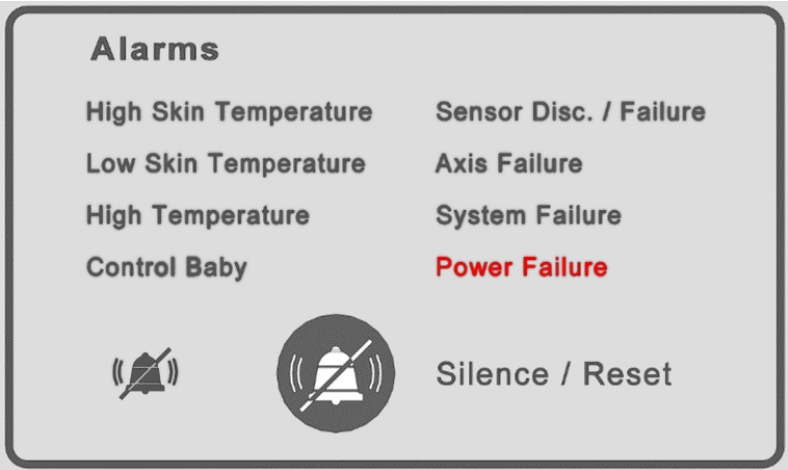 Alarms
High Skin Temperature
Low Skin Temperature
High Temperature
Control Baby
Sensor Disc. / Failure
Axis Failure
System Failure
Power Failure
Silence / Reset